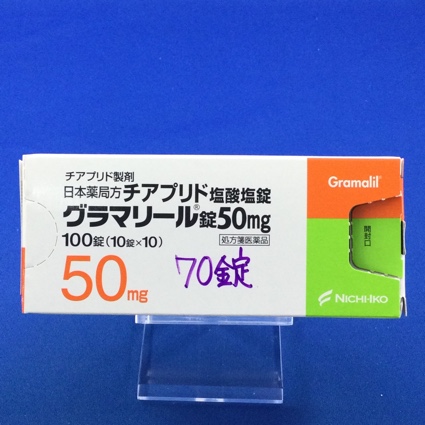 チアプリド製剤
日本薬局方 チアプリド塩酸塩錠
グラマリール®錠50mg
100錠(10錠×10)
処方箋医薬品
50mg
70錠
Gramalil®
開封口
NICHI-IKO